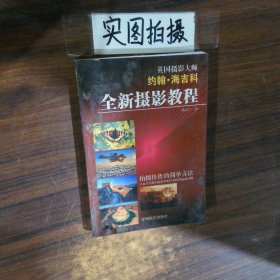 实图拍摄
英国摄影大师
约翰·海吉科
全新摄影教程
拍摄佳作的简单方法